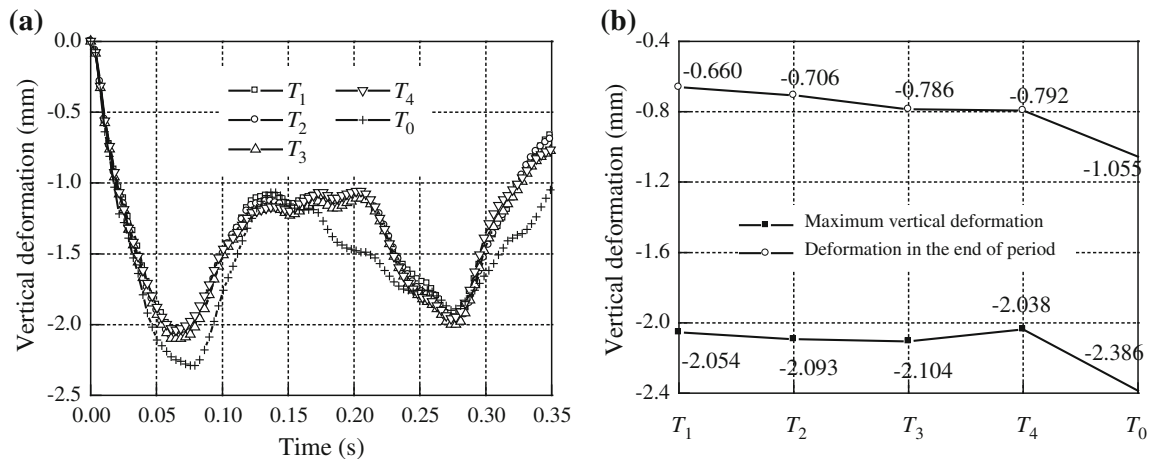 (a)
Vertical deformation (mm)
0.0
-0.5
-1.0
-1.5
-2.0
-2.5
T1
T2
T3
T4
T0
0.00 0.05 0.10 0.15 0.20 0.25 0.30 0.35
Time (s)
(b)
Vertical deformation (mm)
-0.4
-0.8
-1.2
-1.6
-2.0
-2.4
-0.660
-0.706
-0.786
-0.792
-1.055
Maximum vertical deformation
Deformation in the end of period
-2.054
-2.093
-2.104
-2.038
-2.386
T1 T2 T3 T4 T0